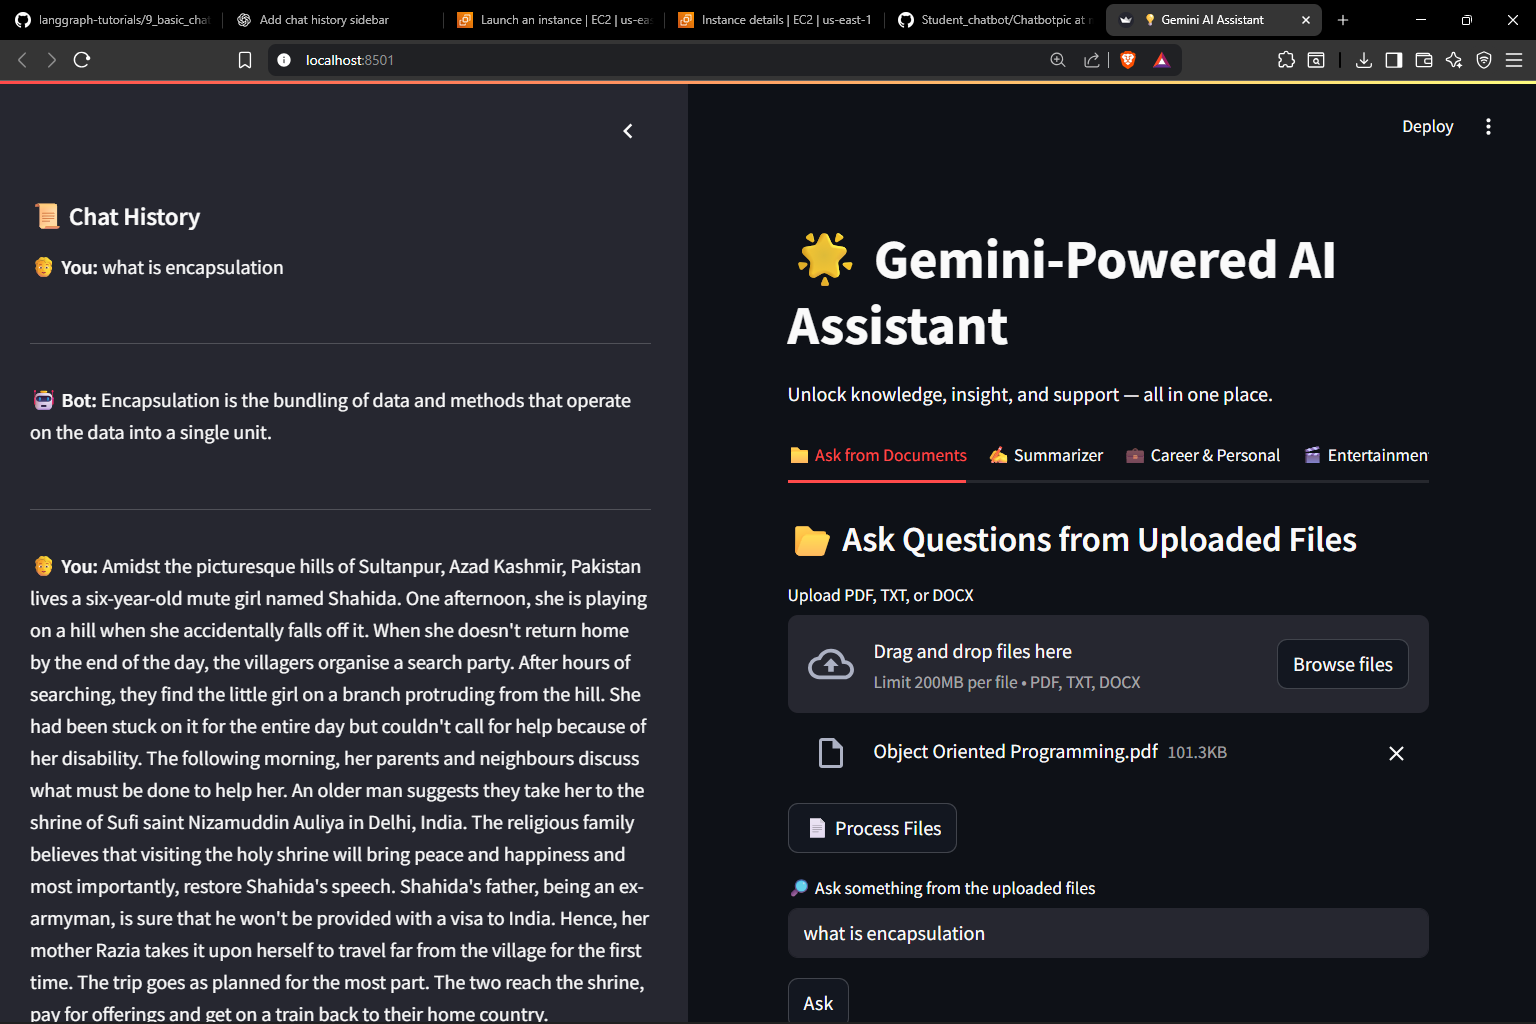 langgraph-tutorials/9_basic_chat
Add chat history sidebar
Launch an instance | EC2 | us-eas
Instance details | EC2 | us-east-1
Student_chatbot/Chatbotpic at
💡 Gemini AI Assistant
localhost:8501
Deploy
📜 Chat History
🧑 You: what is encapsulation
🤖 Bot: Encapsulation is the bundling of data and methods that operate
on the data into a single unit.
🧑 You: Amidst the picturesque hills of Sultanpur, Azad Kashmir, Pakistan
lives a six-year-old mute girl named Shahida. One afternoon, she is playing
on a hill when she accidentally falls off it. When she doesn't return home
by the end of the day, the villagers organise a search party. After hours of
searching, they find the little girl on a branch protruding from the hill. She
had been stuck on it for the entire day but couldn't call for help because of
her disability. The following morning, her parents and neighbours discuss
what must be done to help her. An older man suggests they take her to the
shrine of Sufi saint Nizamuddin Auliya in Delhi, India. The religious family
believes that visiting the holy shrine will bring peace and happiness and
most importantly, restore Shahida's speech. Shahida's father, being an ex-
armyman, is sure that he won't be provided with a visa to India. Hence, her
mother Razia takes it upon herself to travel far from the village for the first
time. The trip goes as planned for the most part. The two reach the shrine,
pay for offerings and get on a train back to their home country.
🌟 Gemini-Powered AI
Assistant
Unlock knowledge, insight, and support — all in one place.
📁 Ask from Documents
✍️ Summarizer
💼 Career & Personal
🎬 Entertainmen
📂 Ask Questions from Uploaded Files
Upload PDF, TXT, or DOCX
Drag and drop files here
Limit 200MB per file • PDF, TXT, DOCX
Browse files
Object Oriented Programming.pdf 101.3KB
📄 Process Files
🔎 Ask something from the uploaded files
what is encapsulation
Ask